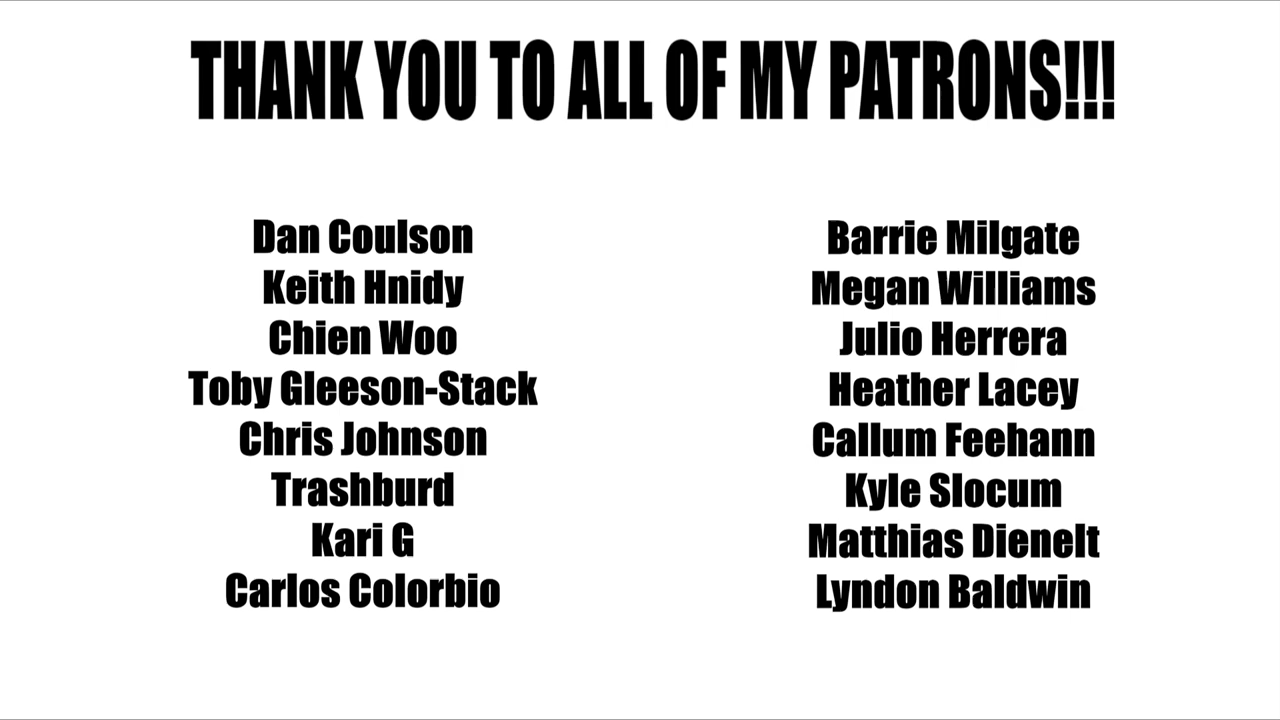 THANK YOU TO ALL OF MY PATRONS!!!
Dan Coulson
Keith Hnidy
Chien Woo
Toby Gleeson-Stack
Chris Johnson
Trashburd
Kari G
Carlos Colorbio
Barrie Milgate
Megan Williams
Julio Herrera
Heather Lacey
Callum Feehann
Kyle Slocum
Matthias Dienelt
Lyndon Baldwin